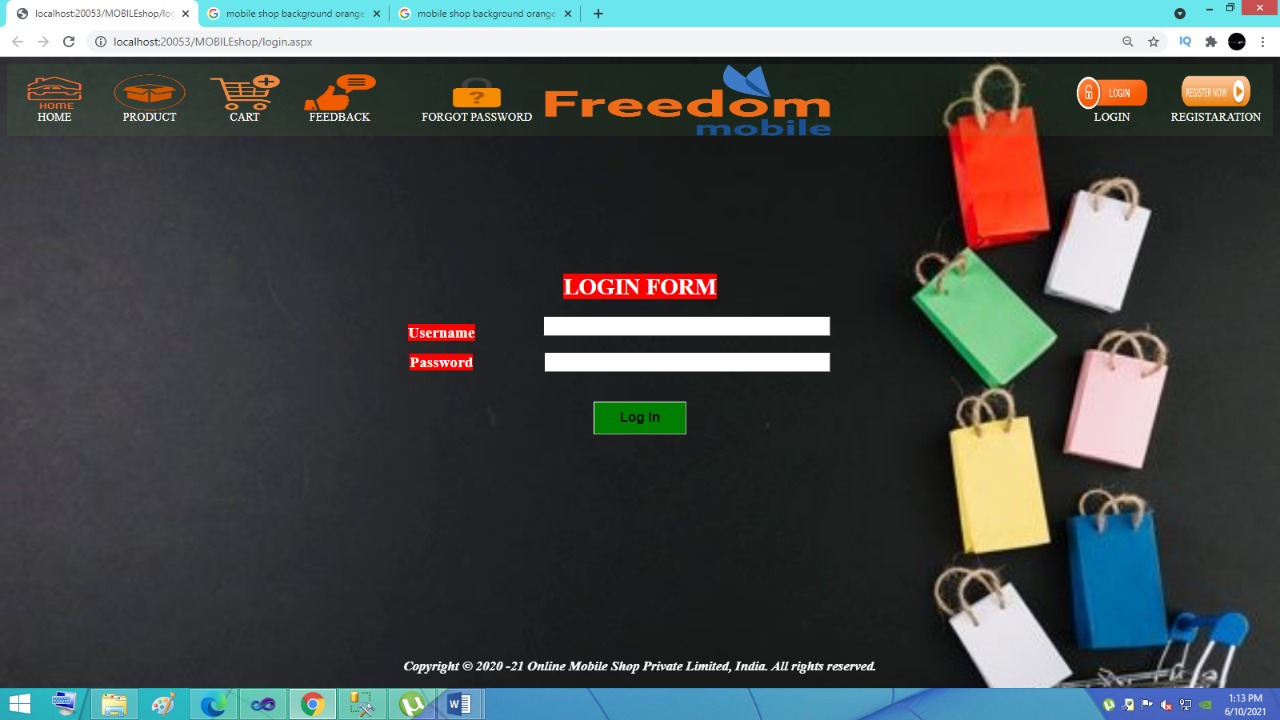 localhost:20053/MOBILEshop/log
mobile shop background orange
mobile shop background orange
localhost:20053/MOBILEshop/login.aspx
IQ
HOME
HOME
PRODUCT
CART
FEEDBACK
?
FORGOT PASSWORD
Freedom
mobile
LOGIN
LOGIN
REGISTER NOW
REGISTARATION
LOGIN FORM
Username
Password
Log In
Copyright © 2020 -21 Online Mobile Shop Private Limited, India. All rights reserved.
1:13 PM
6/10/2021